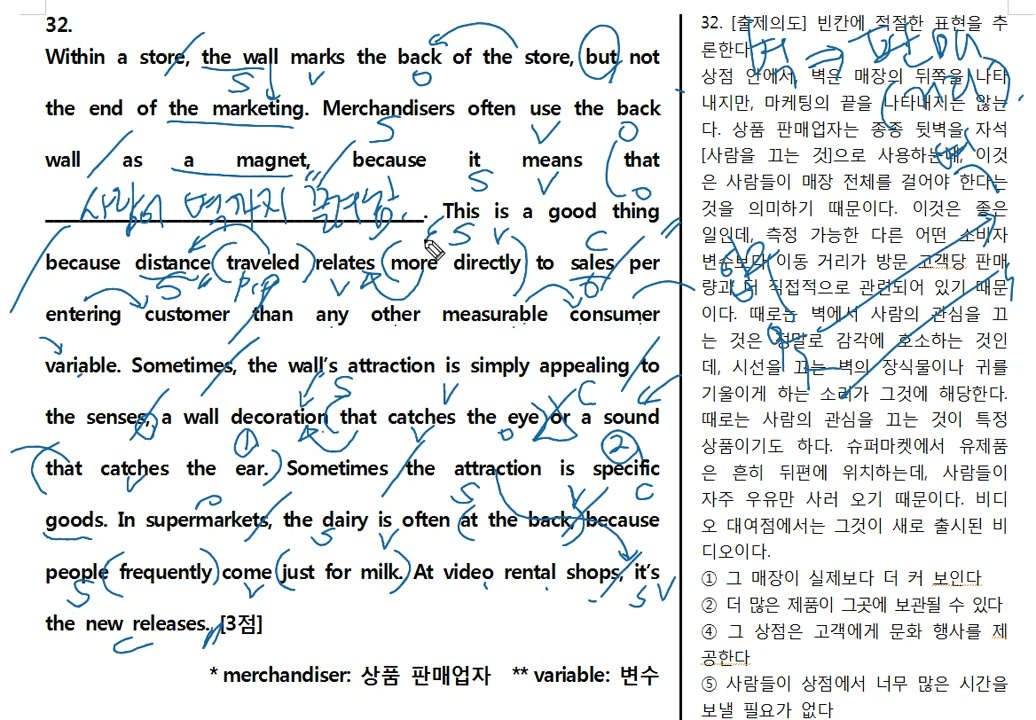 32.
Within a store, the wall marks the back of the store, but not
the end of the marketing. Merchandisers often use the back
wall as a magnet, because it means that
사람이 벽까지
. This is a good thing
because distance traveled relates more directly to sales per
entering customer than any other measurable consumer
variable. Sometimes, the wall's attraction is simply appealing to
the senses, a wall decoration that catches the eye or a sound
that catches the ear. Sometimes the attraction is specific
goods. In supermarkets, the dairy is often at the back, because
people frequently come just for milk. At video rental shops, it's
the new releases. [3점]
* merchandiser: 상품 판매업자 ** variable: 변수
32. [출제의도] 빈칸에 적절한 표현을 추
론한다.
상점 안에서, 벽은 매장의 뒤쪽을 나타
내지만, 마케팅의 끝을 나타내지는 않는
다. 상품 판매업자는 종종 뒷벽을 자석
[사람을 끄는 것]으로 사용하는데, 이것
은 사람들이 매장 전체를 걸어야 한다는
것을 의미하기 때문이다. 이것은 좋은
일인데, 측정 가능한 다른 어떤 소비자
변수보다 이동 거리가 방문 고객당 판매
량과 더 직접적으로 관련되어 있기 때문
이다. 때로는 벽에서 사람의 관심을 끄
는 것은 정말로 감각에 호소하는 것인
데, 시선을 끄는 벽의 장식물이나 귀를
기울이게 하는 소리가 그것에 해당한다.
때로는 사람의 관심을 끄는 것이 특정
상품이기도 하다. 슈퍼마켓에서 유제품
은 흔히 뒤편에 위치하는데, 사람들이
자주 우유만 사러 오기 때문이다. 비디
오 대여점에서는 그것이 새로 출시된 비
디오이다.
① 그 매장이 실제보다 더 커 보인다
② 더 많은 제품이 그곳에 보관될 수 있다
④ 그 상점은 고객에게 문화 행사를 제
공한다
⑤ 사람들이 상점에서 너무 많은 시간을
보낼 필요가 없다